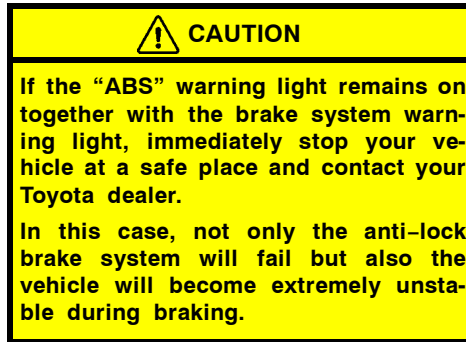 CAUTION
If the “ABS” warning light remains on
together with the brake system warn-
ing light, immediately stop your ve-
hicle at a safe place and contact your
Toyota dealer.
In this case, not only the anti−lock
brake system will fail but also the
vehicle will become extremely unsta-
ble during braking.